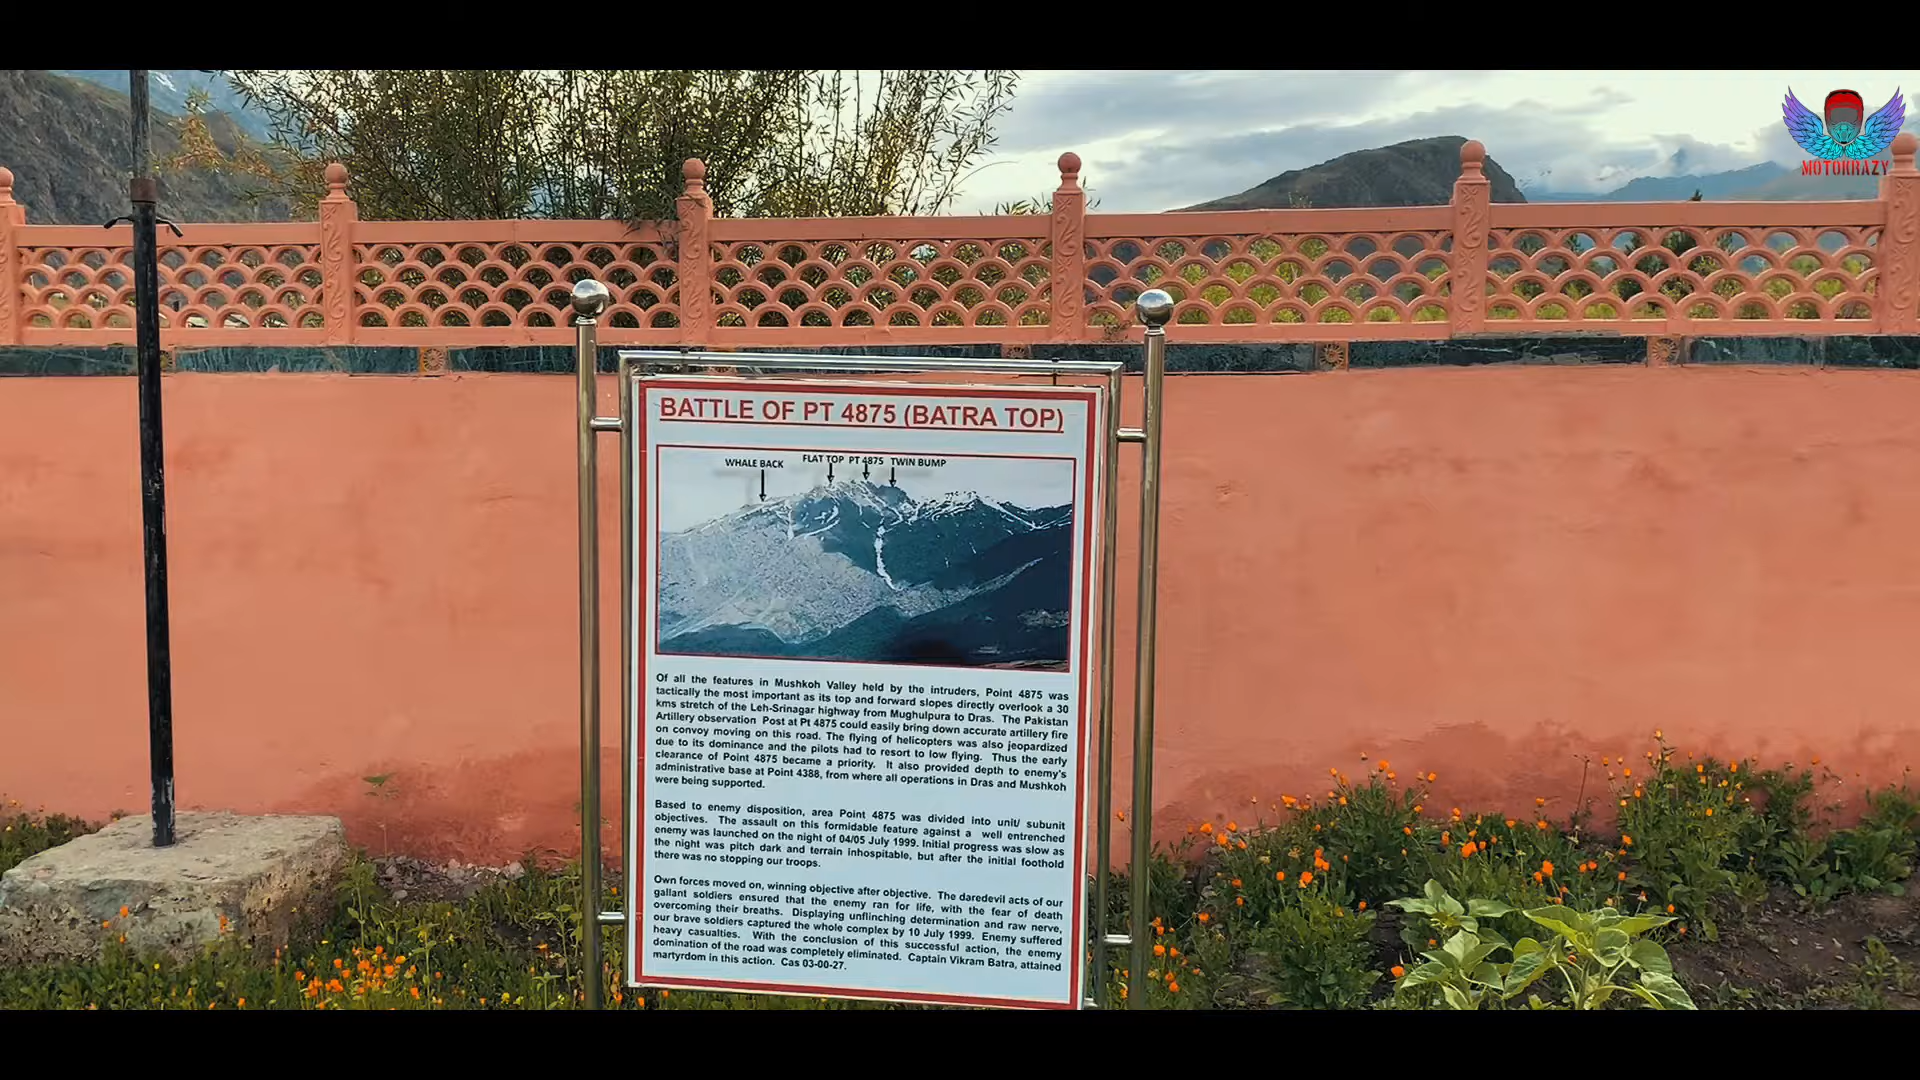 MOTOKRAZY
BATTLE OF PT 4875 (BATRA TOP)
WHALE BACK
FLAT TOP PT 4875 TWIN BUMP
Of all the features in Mushkoh Valley held by the intruders, Point 4875 was
tactically the most important as its top and forward slopes directly overlook a 30
kms stretch of the Leh-Srinagar highway from Mughulpura to Dras. The Pakistan
Artillery observation Post at Pt 4875 could easily bring down accurate artillery fire
on convoy moving on this road. The flying of helicopters was also jeopardized
due to its dominance and the pilots had to resort to low flying. Thus the early
clearance of Point 4875 became a priority. It also provided depth to enemy's
administrative base at Point 4388, from where all operations in Dras and Mushkoh
were being supported.
Based to enemy disposition, area Point 4875 was divided into unit/ subunit
objectives. The assault on this formidable feature against a well entrenched
enemy was launched on the night of 04/05 July 1999. Initial progress was slow as
the night was pitch dark and terrain inhospitable, but after the initial foothold
there was no stopping our troops.
Own forces moved on, winning objective after objective. The daredevil acts of our
gallant soldiers ensured that the enemy ran for life, with the fear of death
overcoming their breaths. Displaying unflinching determination and raw nerve,
our brave soldiers captured the whole complex by 10 July 1999. Enemy suffered
heavy casualties. With the conclusion of this successful action, the enemy
domination of the road was completely eliminated. Captain Vikram Batra, attained
martyrdom in this action. Cas 03-00-27.